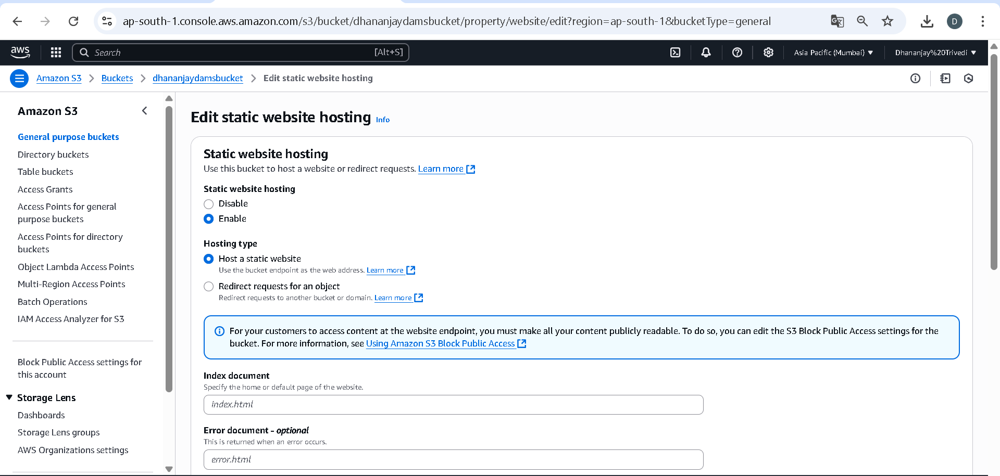 ap-south-1.console.aws.amazon.com/s3/bucket/dhananjaydamsbucket/property/website/edit?region=ap-south-1&bucketType=general
D
aws
Search
[Alt+S]
Asia Pacific (Mumbai)
Dhananjay%20Trivedi
Amazon S3
Buckets
dhananjaydamsbucket
Edit static website hosting
Amazon S3
General purpose buckets
Directory buckets
Table buckets
Access Grants
Access Points for general
purpose buckets
Access Points for directory
buckets
Object Lambda Access Points
Multi-Region Access Points
Batch Operations
IAM Access Analyzer for S3
Block Public Access settings for
this account
Storage Lens
Dashboards
Storage Lens groups
AWS Organizations settings
Edit static website hosting Info
Static website hosting
Use this bucket to host a website or redirect requests. Learn more
Static website hosting
Disable
Enable
Hosting type
Host a static website
Use the bucket endpoint as the web address. Learn more
Redirect requests for an object
Redirect requests to another bucket or domain. Learn more
For your customers to access content at the website endpoint, you must make all your content publicly readable. To do so, you can edit the S3 Block Public Access settings for the
bucket. For more information, see Using Amazon S3 Block Public Access
Index document
Specify the home or default page of the website.
index.html
Error document - optional
This is returned when an error occurs.
error.html